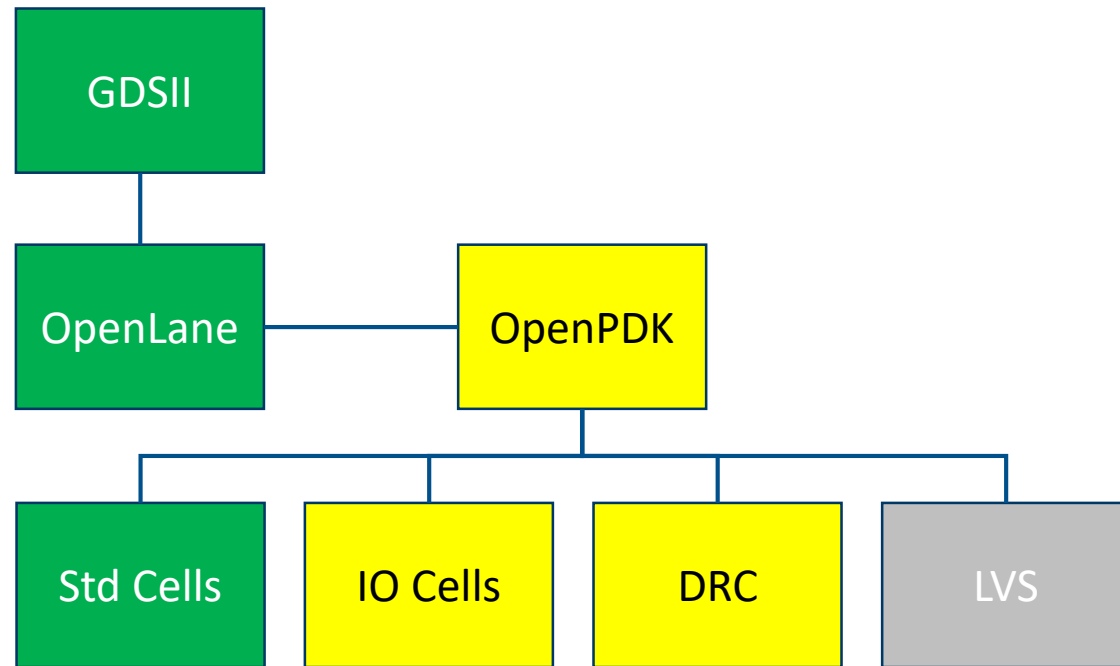 GDSII
OpenLane
OpenPDK
Std Cells
IO Cells
DRC
LVS